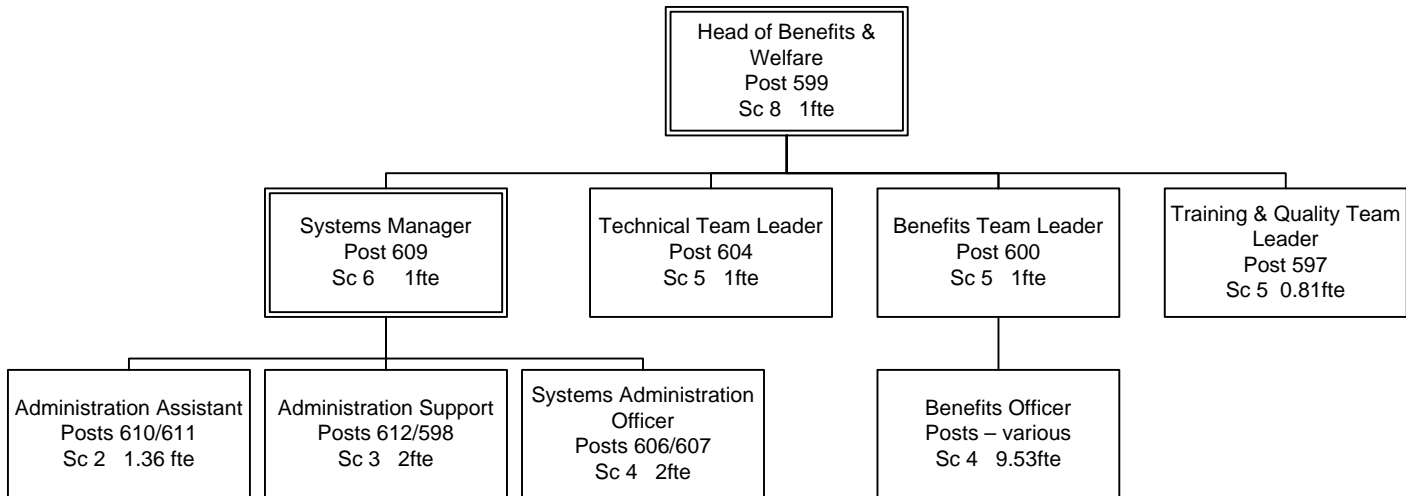 Head of Benefits &
Welfare
Post 599
Sc 8 1fte
Systems Manager
Post 609
Sc 6 1fte
Technical Team Leader
Post 604
Sc 5 1fte
Benefits Team Leader
Post 600
Sc 5 1fte
Training & Quality Team
Leader
Post 597
Sc 5 0.81fte
Administration Assistant
Posts 610/611
Sc 2 1.36 fte
Administration Support
Posts 612/598
Sc 3 2fte
Systems Administration
Officer
Posts 606/607
Sc 4 2fte
Benefits Officer
Posts – various
Sc 4 9.53fte